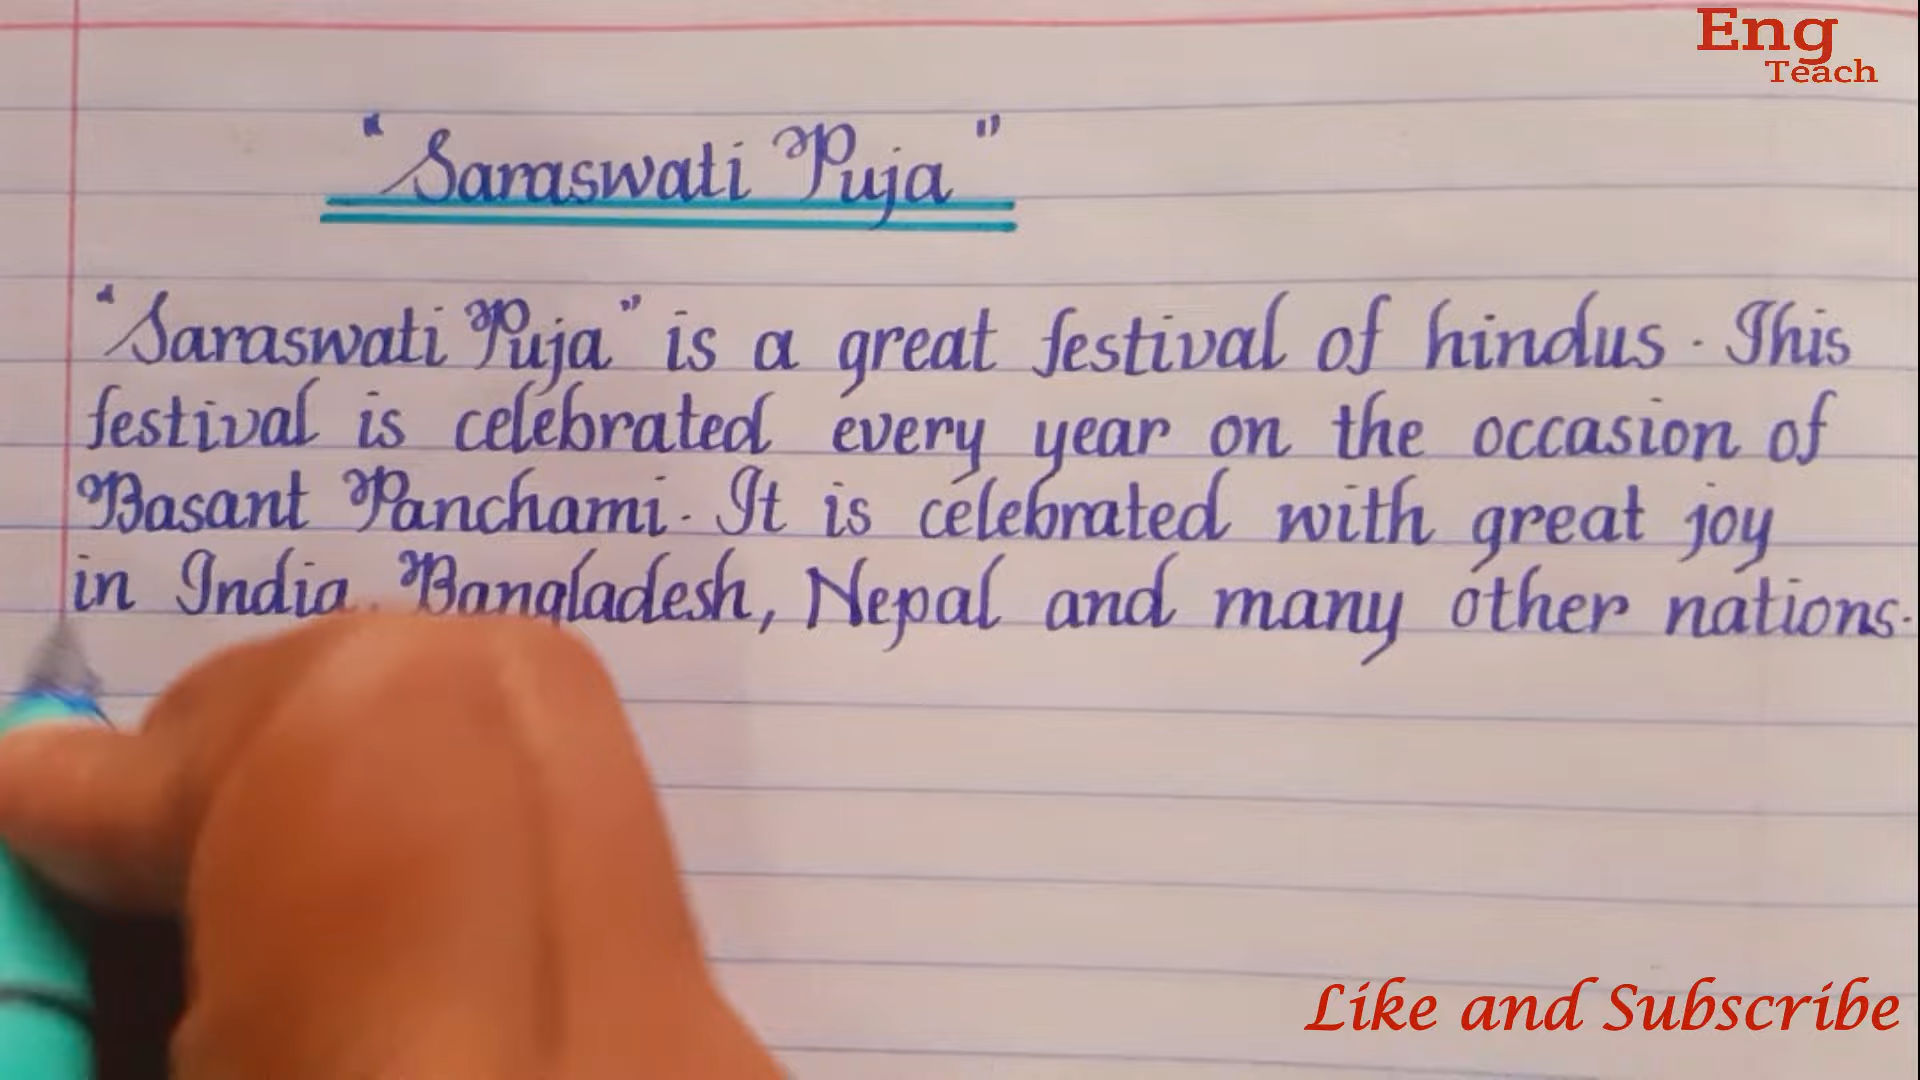 Eng
Teach
"Saraswati Puja"
"Saraswati Puja" is a great festival of hindus. This
festival is celebrated every year on the occasion of
Basant Panchami. It is celebrated with great joy
in India, Bangladesh, Nepal and many other nations.
Like and Subscribe